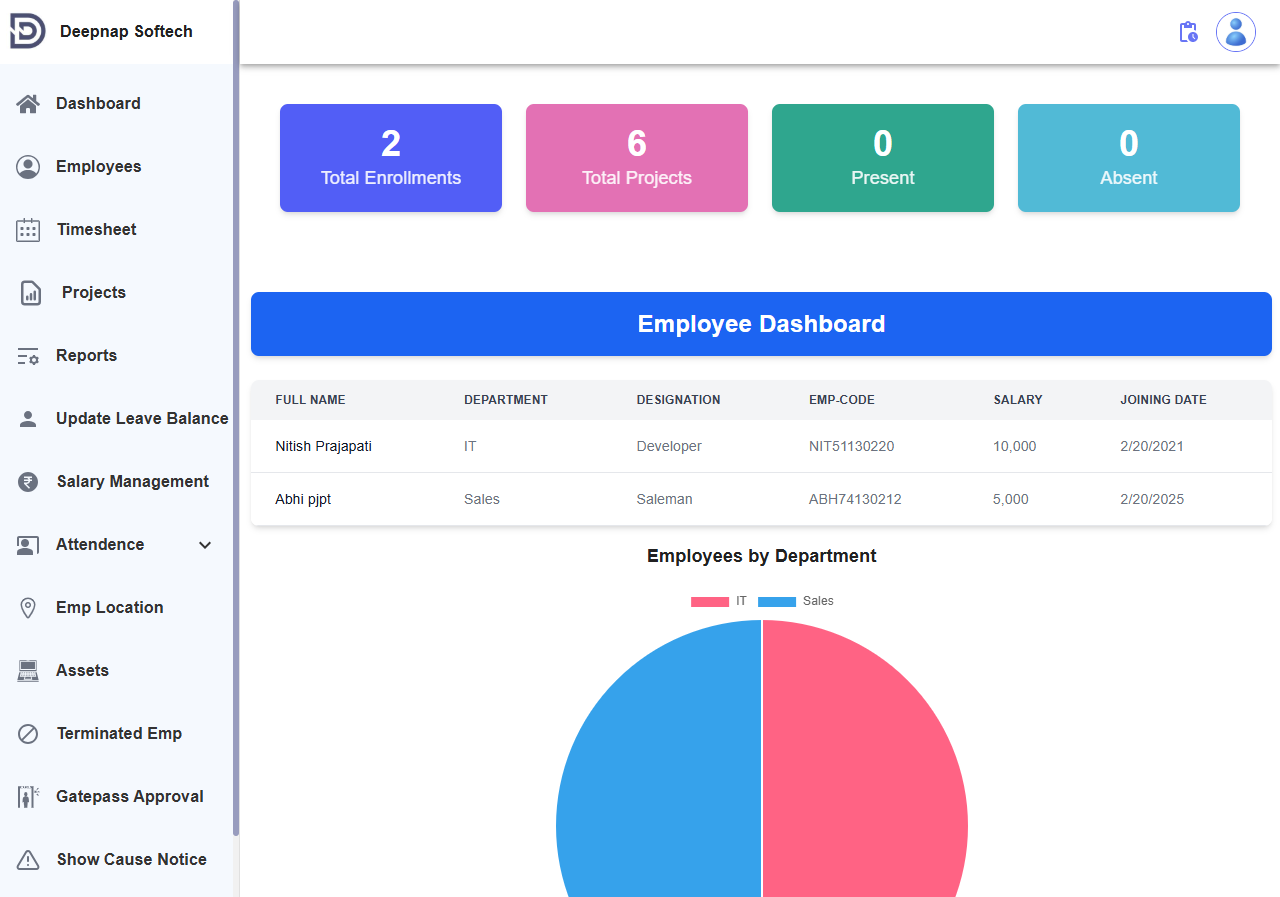 Deepnap Softech
Dashboard
Employees
Timesheet
Projects
Reports
Update Leave Balance
Salary Management
Attendence
Emp Location
Assets
Terminated Emp
Gatepass Approval
Show Cause Notice
2 6 0 0
Total Enrollments Total Projects Present Absent
Employee Dashboard
FULL NAME DEPARTMENT DESIGNATION EMP-CODE SALARY JOINING DATE
Nitish Prajapati IT Developer NIT51130220 10,000 2/20/2021
Abhi pjpt Sales Saleman ABH74130212 5,000 2/20/2025
Employees by Department
IT Sales